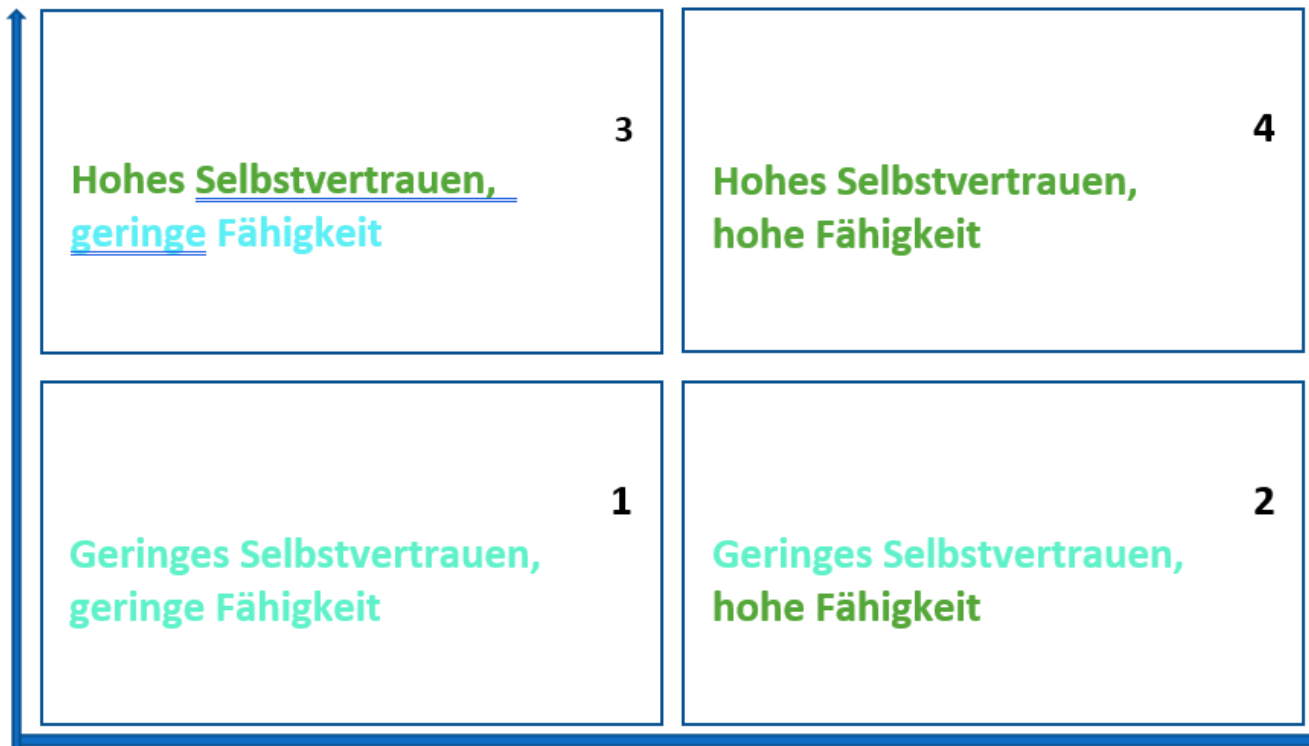 3
Hohes Selbstvertrauen,
geringe Fähigkeit
4
Hohes Selbstvertrauen,
hohe Fähigkeit
1
Geringes Selbstvertrauen,
geringe Fähigkeit
2
Geringes Selbstvertrauen,
hohe Fähigkeit